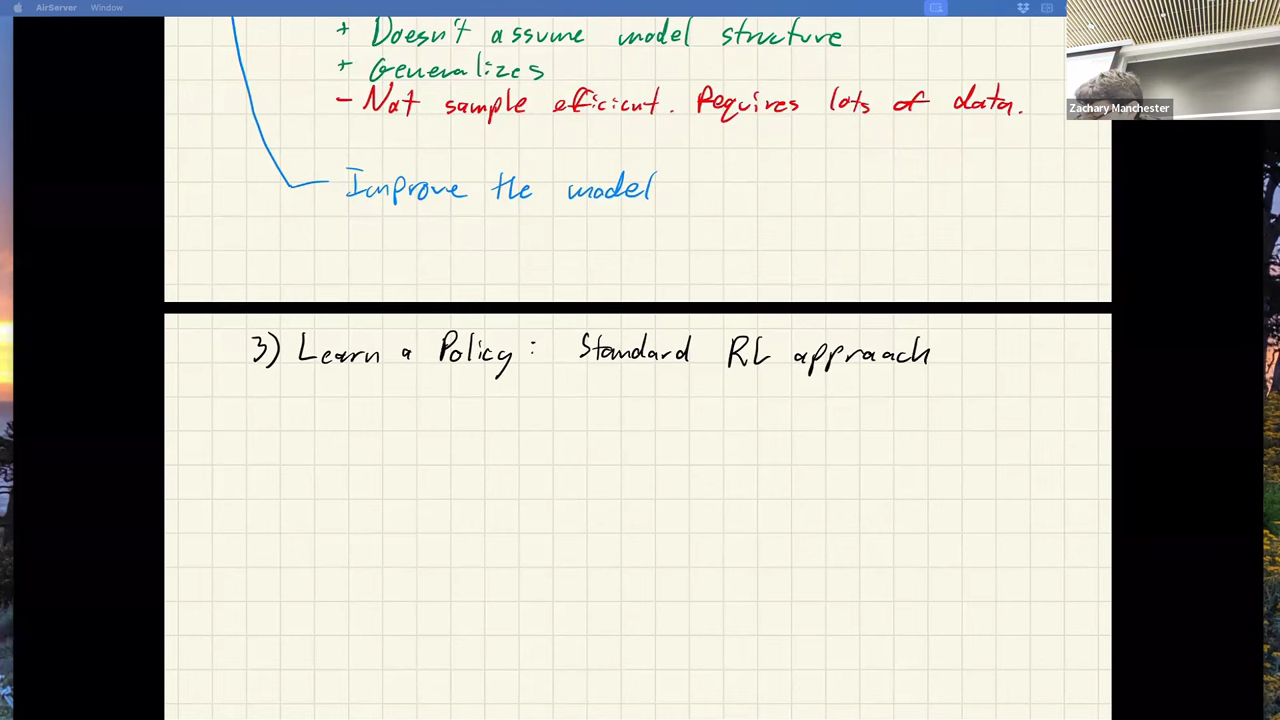 AirServer Window
+ Doesn't assume model structure
+ Generalizes
- Not sample efficient. Requires lots of data.
Zachary Manchester
Improve the model
3) Learn a Policy: Standard RL approach